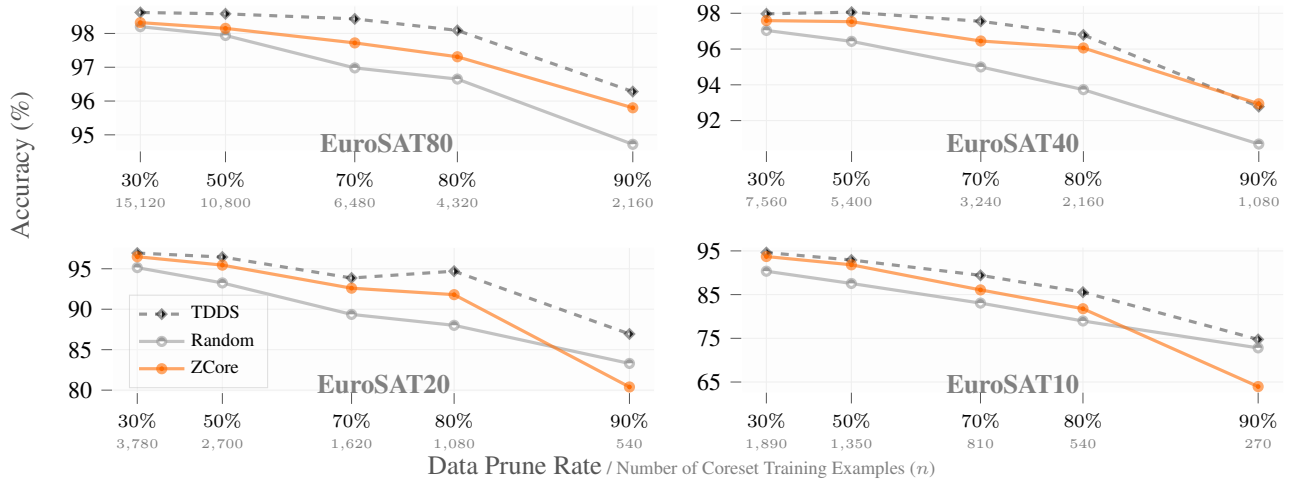 Accuracy (%)
98
97
96
95
EuroSAT80
30% 50% 70% 80% 90%
15,120 10,800 6,480 4,320 2,160
98
96
94
92
EuroSAT40
30% 50% 70% 80% 90%
7,560 5,400 3,240 2,160 1,080
95
90
85
80
TDDS
Random
ZCore
EuroSAT20
30% 50% 70% 80% 90%
3,780 2,700 1,620 1,080 540
95
85
75
65
EuroSAT10
30% 50% 70% 80% 90%
1,890 1,350 810 540 270
Data Prune Rate / Number of Coreset Training Examples (n)